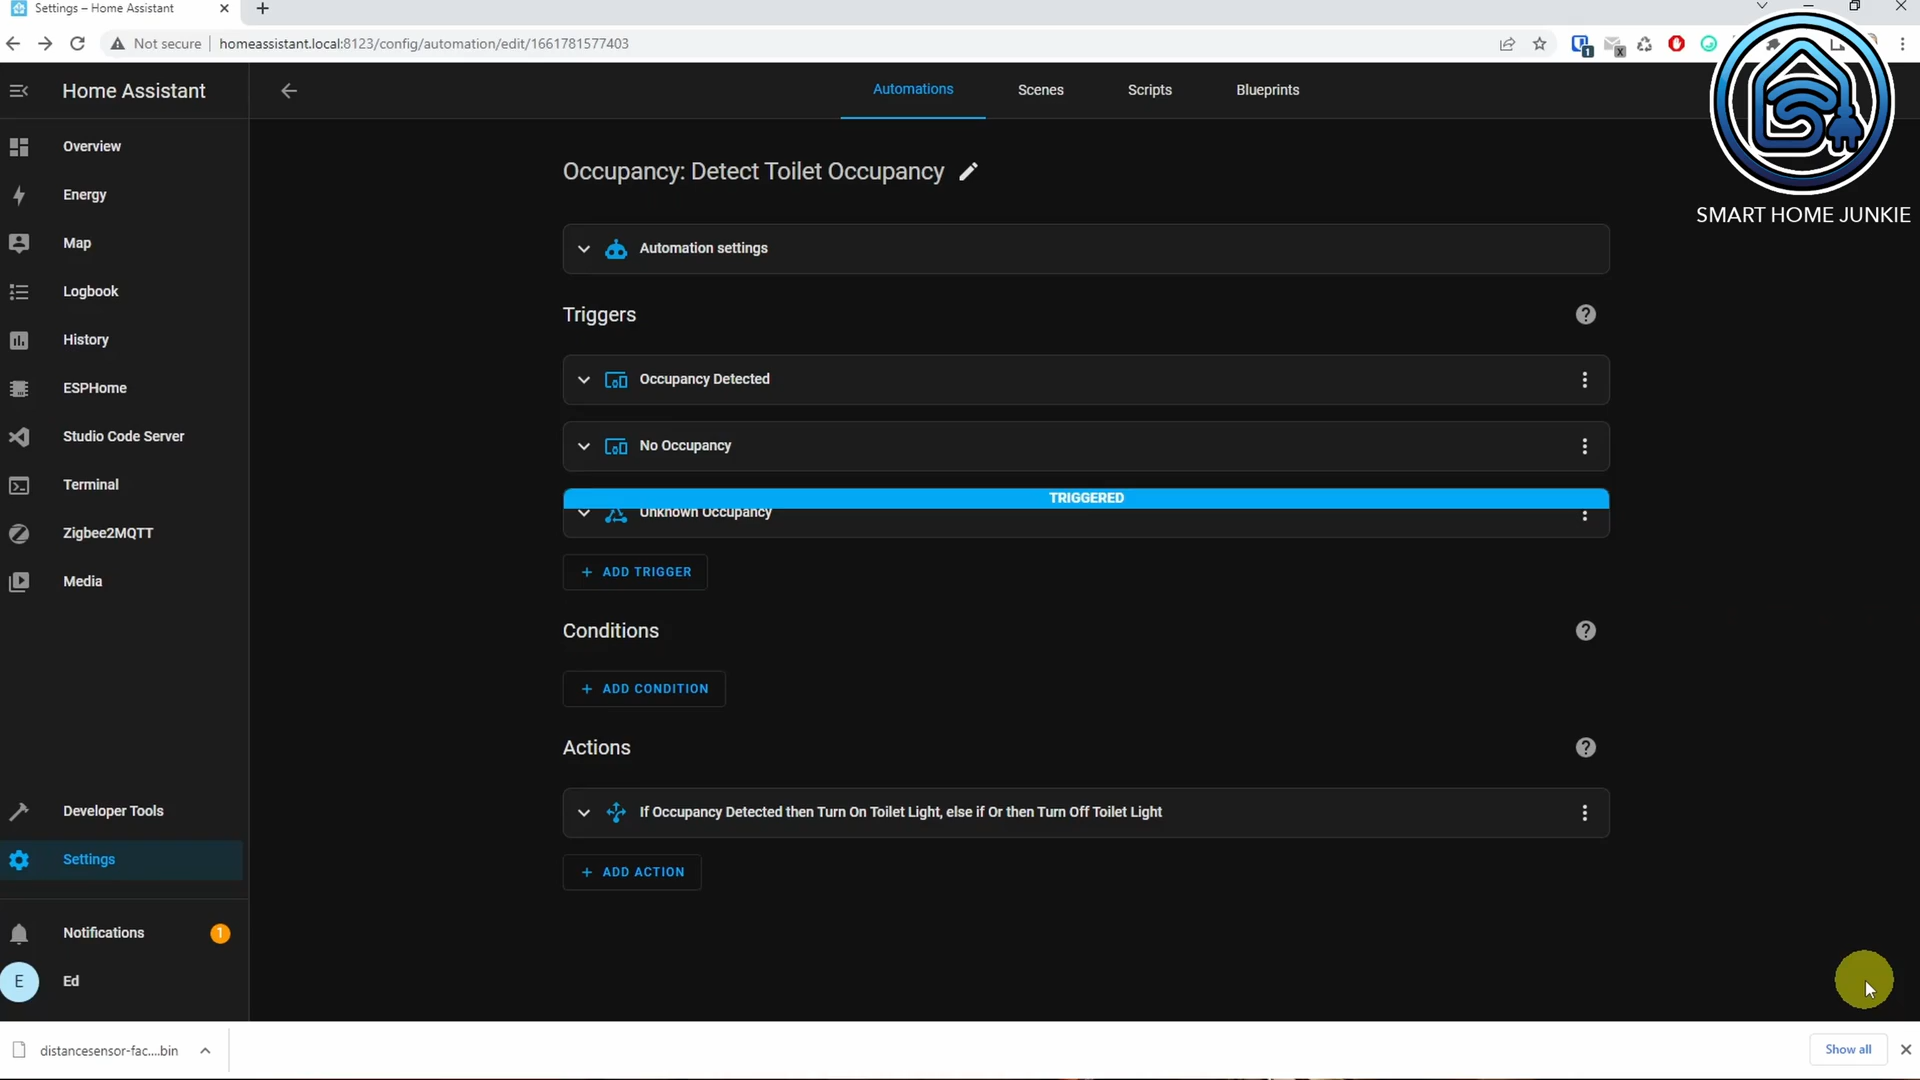 Settings – Home Assistant
Not secure
homeassistant.local:8123/config/automation/edit/1661781577403
1
x
Home Assistant
Automations
Scenes
Scripts
Blueprints
SMART HOME JUNKIE
Overview
Energy
Map
Logbook
History
ESPHome
Studio Code Server
Terminal
Zigbee2MQTT
Media
Developer Tools
Settings
Notifications
1
E
Ed
Occupancy: Detect Toilet Occupancy
Automation settings
Triggers
?
Occupancy Detected
No Occupancy
TRIGGERED
Unknown Occupancy
+ ADD TRIGGER
Conditions
?
+ ADD CONDITION
Actions
?
If Occupancy Detected then Turn On Toilet Light, else if Or then Turn Off Toilet Light
+ ADD ACTION
distancesensor-fac....bin
Show all